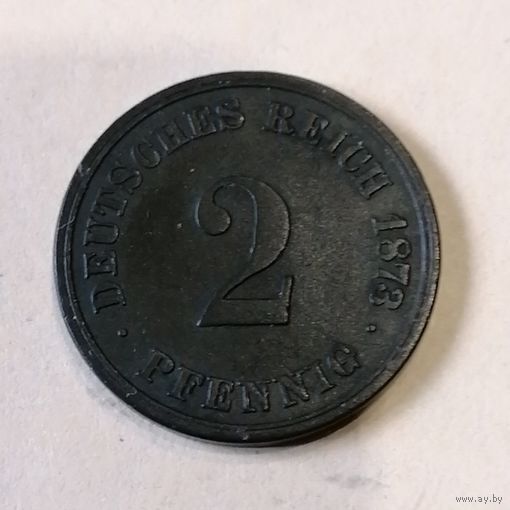 DEUTSCHES REICH 1873
2
· PFENNIG ·
www.ay.by